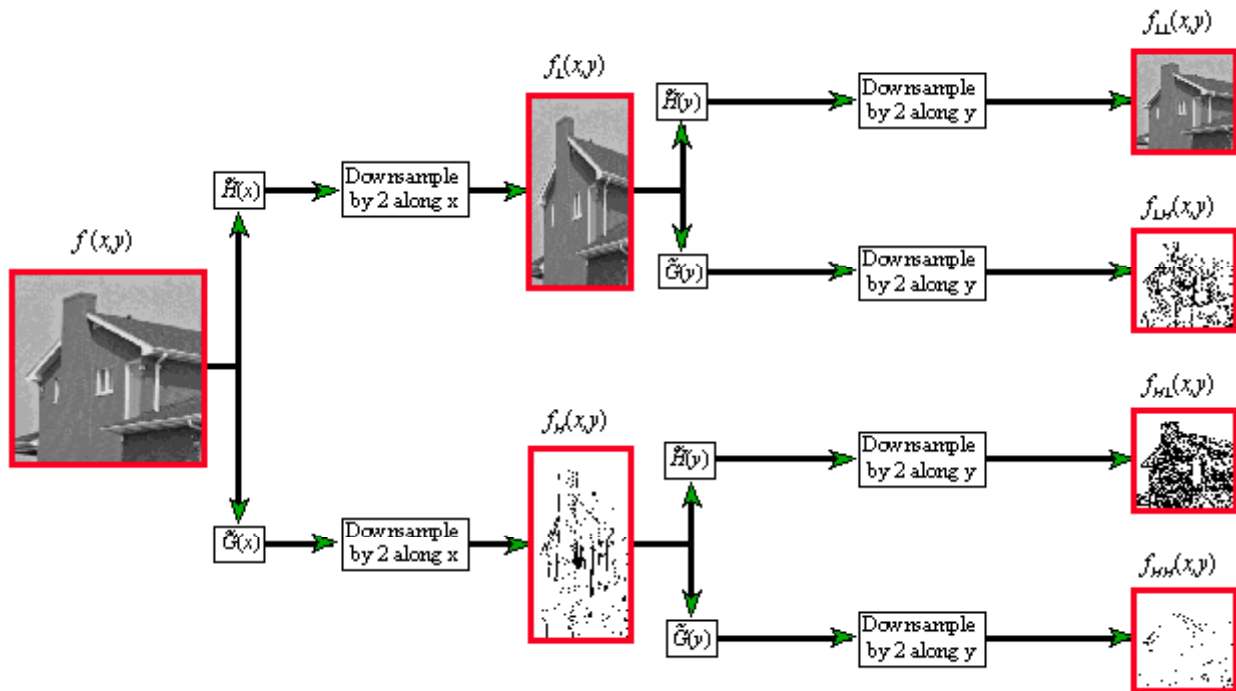 f(x,y)
H̃(x)
Downsample
by 2 along x
f_L(x,y)
H̃(y)
Downsample
by 2 along y
f_LL(x,y)
G̃(y)
Downsample
by 2 along y
f_LH(x,y)
G̃(x)
Downsample
by 2 along x
f_H(x,y)
H̃(y)
Downsample
by 2 along y
f_HL(x,y)
G̃(y)
Downsample
by 2 along y
f_HH(x,y)